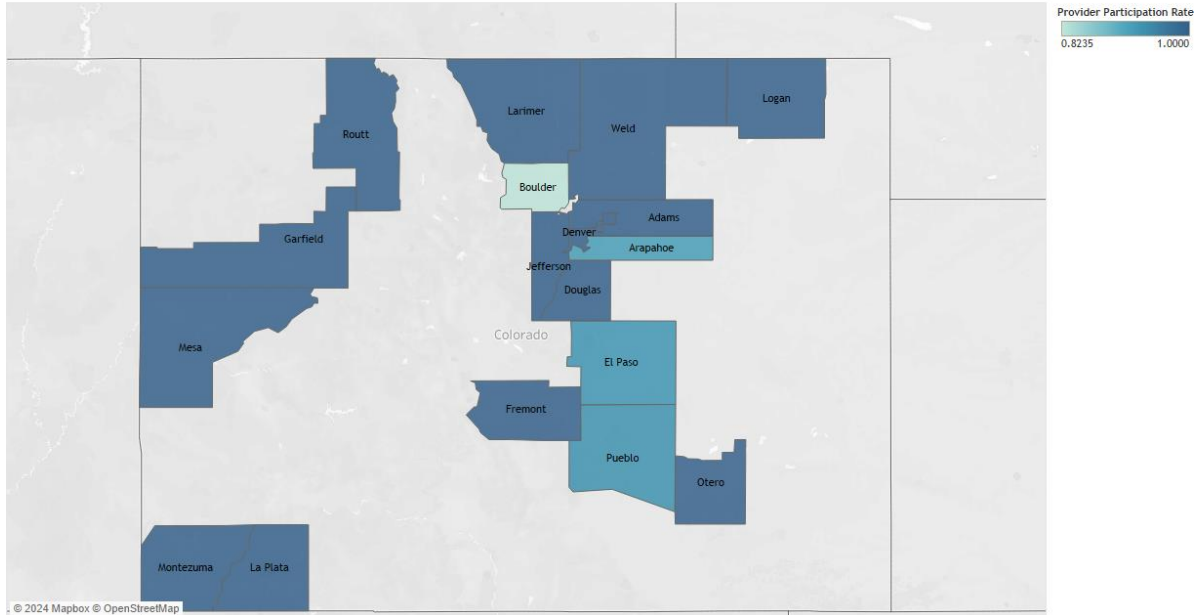 Provider Participation Rate
0.8235 1.0000
Logan
Larimer
Weld
Routt
Boulder
Adams
Denver
Garfield
Arapahoe
Jefferson
Douglas
Colorado
Mesa
El Paso
Fremont
Pueblo
Otero
Montezuma
La Plata
© 2024 Mapbox © OpenStreetMap